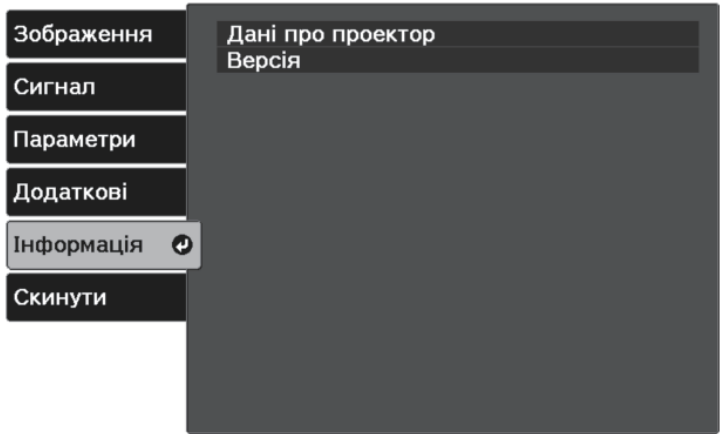 Зображення
Сигнал
Параметри
Додаткові
Інформація
Скинути
Дані про проектор
Версія